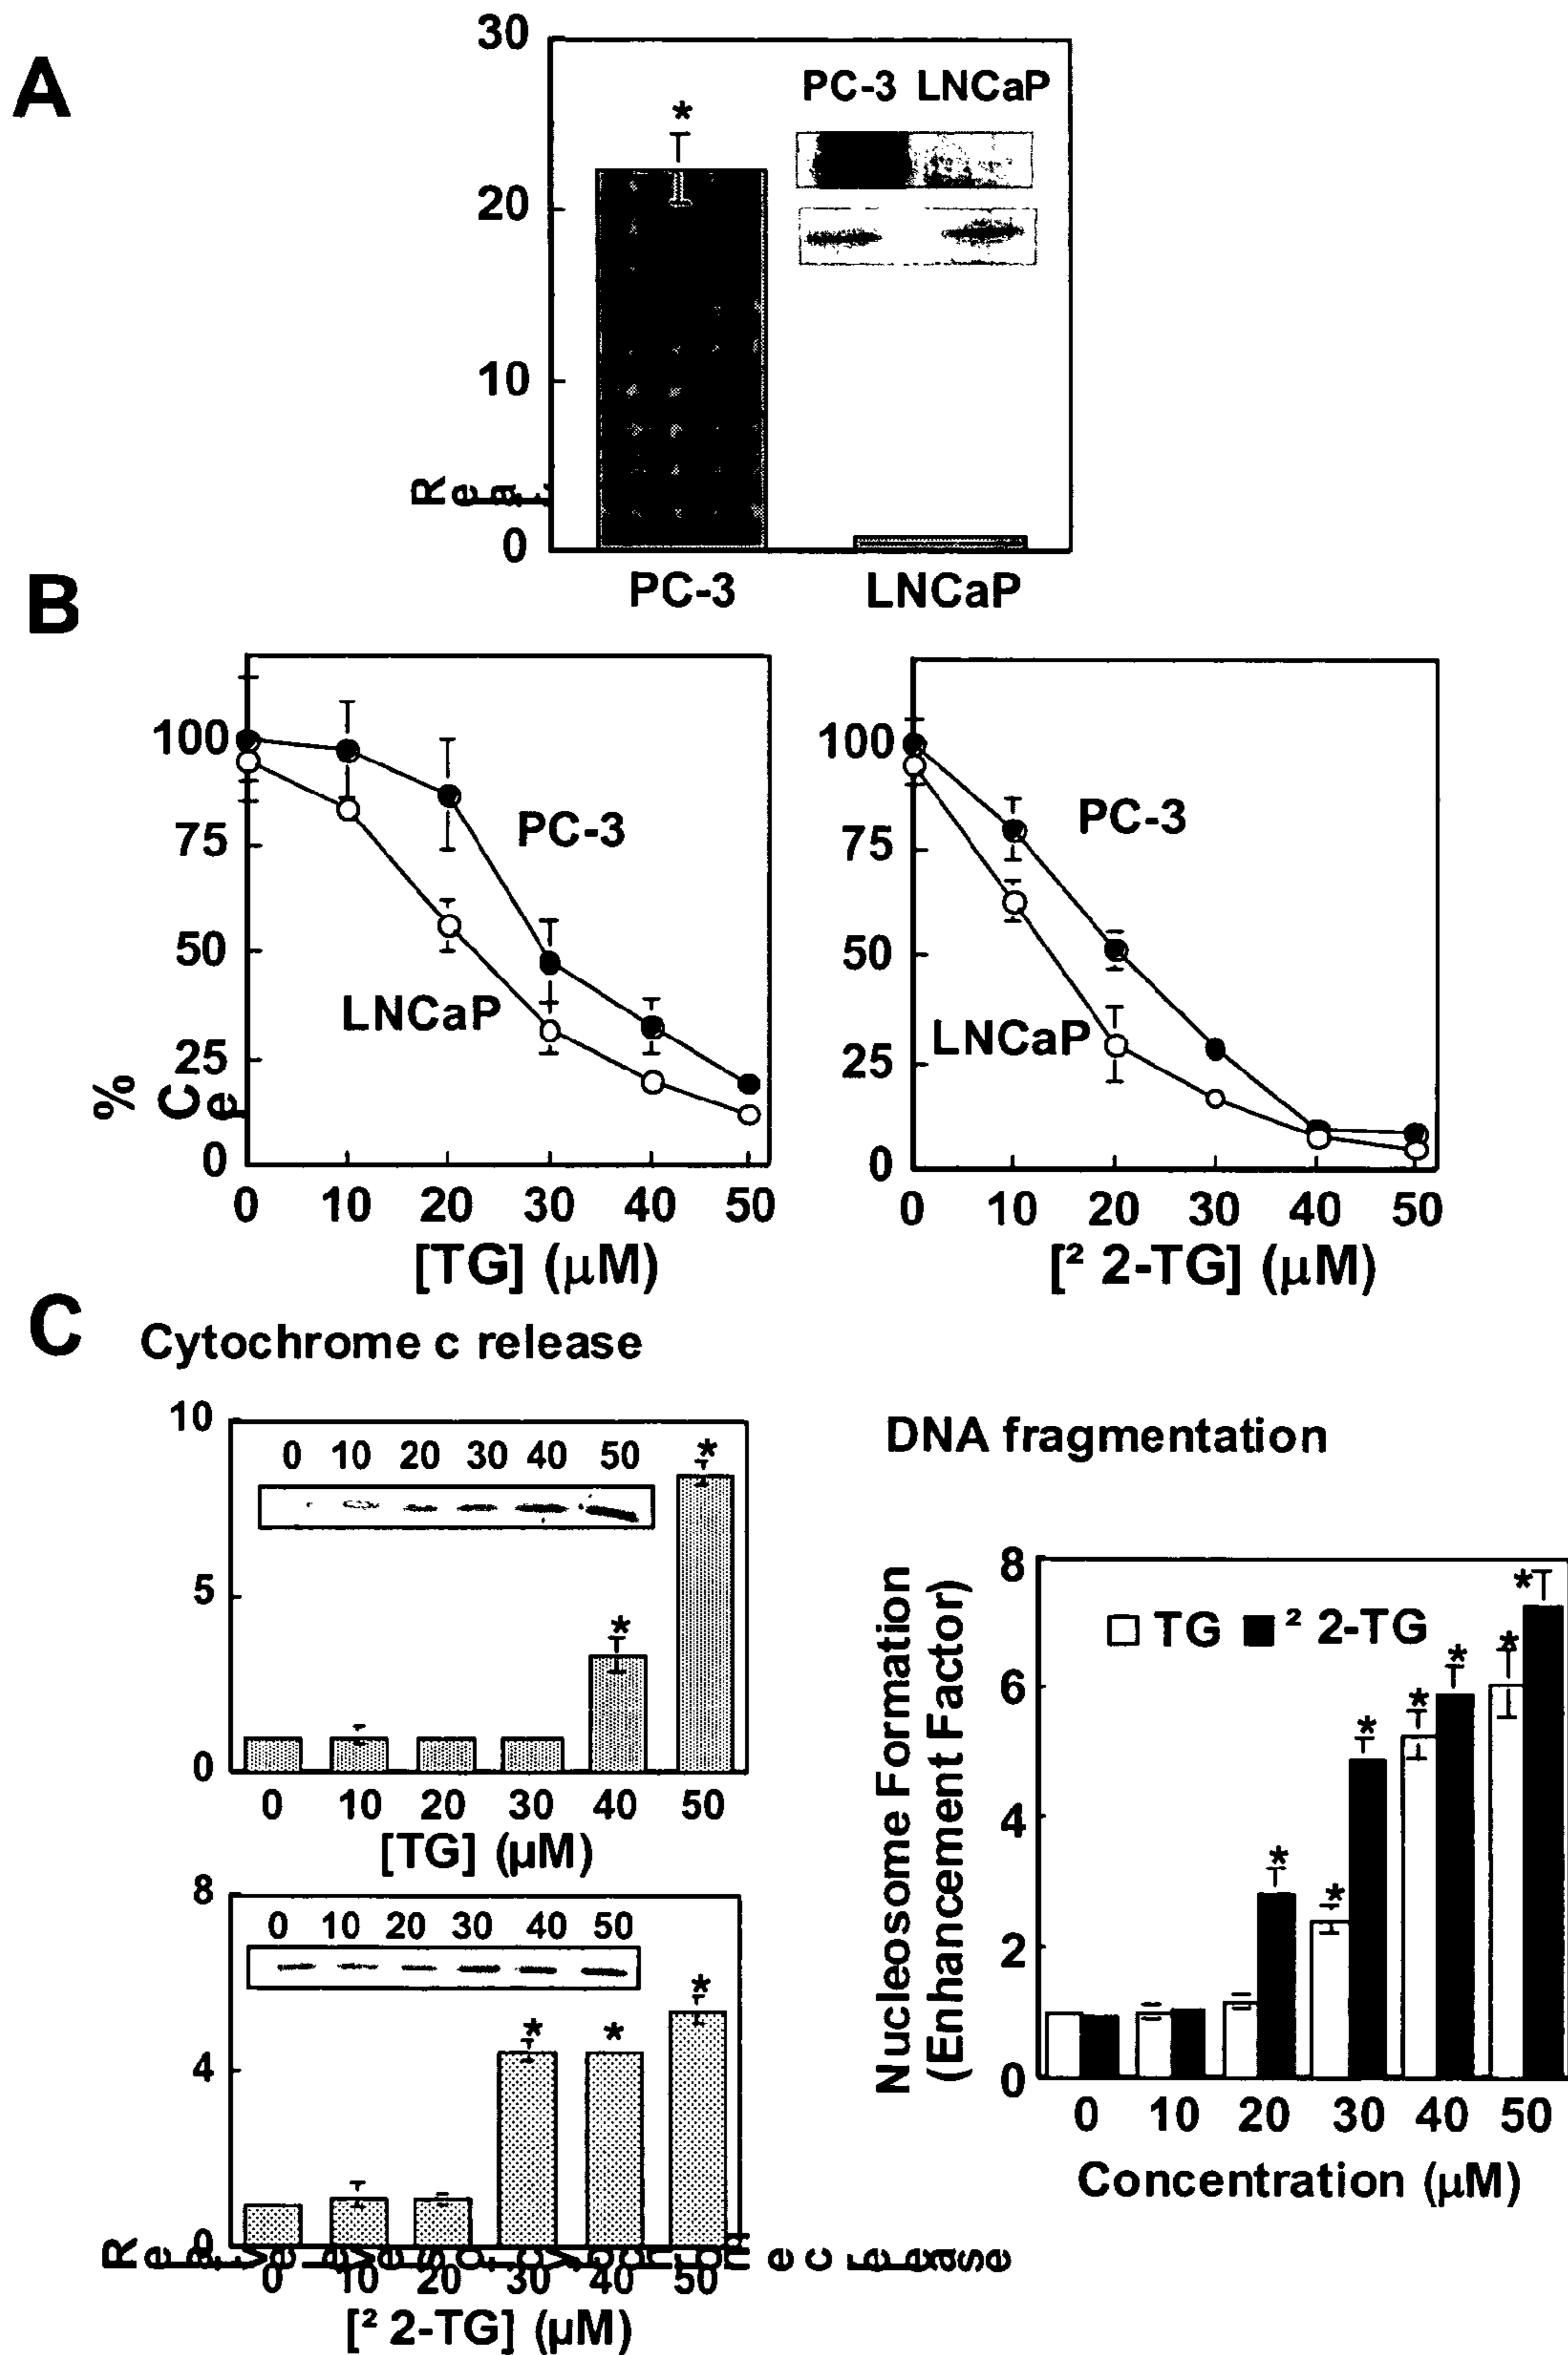 A
30
20
10
0
*
PC-3 LNCaP
PC-3 LNCaP
B
100
75
50
25
0
PC-3
LNCaP
0 10 20 30 40 50
[TG] (μM)
100
75
50
25
0
PC-3
LNCaP
0 10 20 30 40 50
[² 2-TG] (μM)
C
Cytochrome c release
10
5
0
0 10 20 30 40 50
*
*
0 10 20 30 40 50
[TG] (μM)
8
4
0
0 10 20 30 40 50
* * *
0 10 20 30 40 50
[² 2-TG] (μM)
DNA fragmentation
Nucleosome Formation
(Enhancement Factor)
8
6
4
2
0
TG ² 2-TG
* * * * * * *
0 10 20 30 40 50
Concentration (μM)